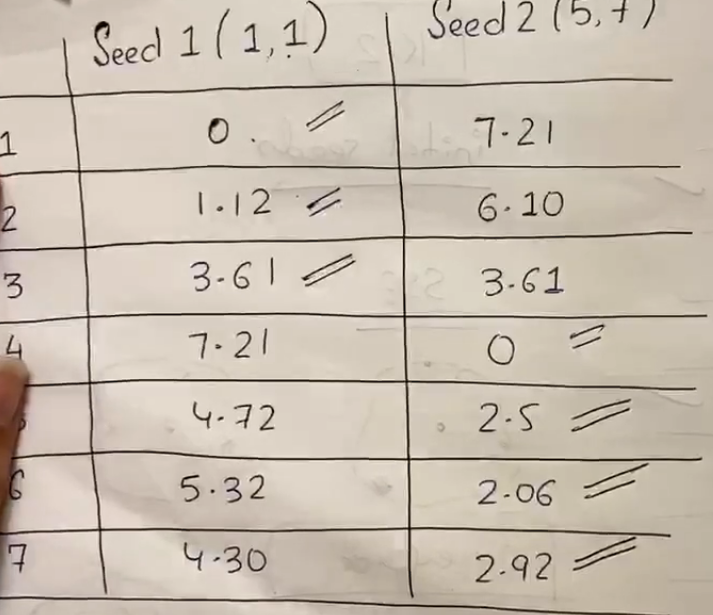 Seed 1 (1,1) Seed 2 (5,7)
1 0. 7.21
2 1.12 6.10
3 3.61 3.61
4 7.21 0
4.72 2.5
6 5.32 2.06
7 4.30 2.92